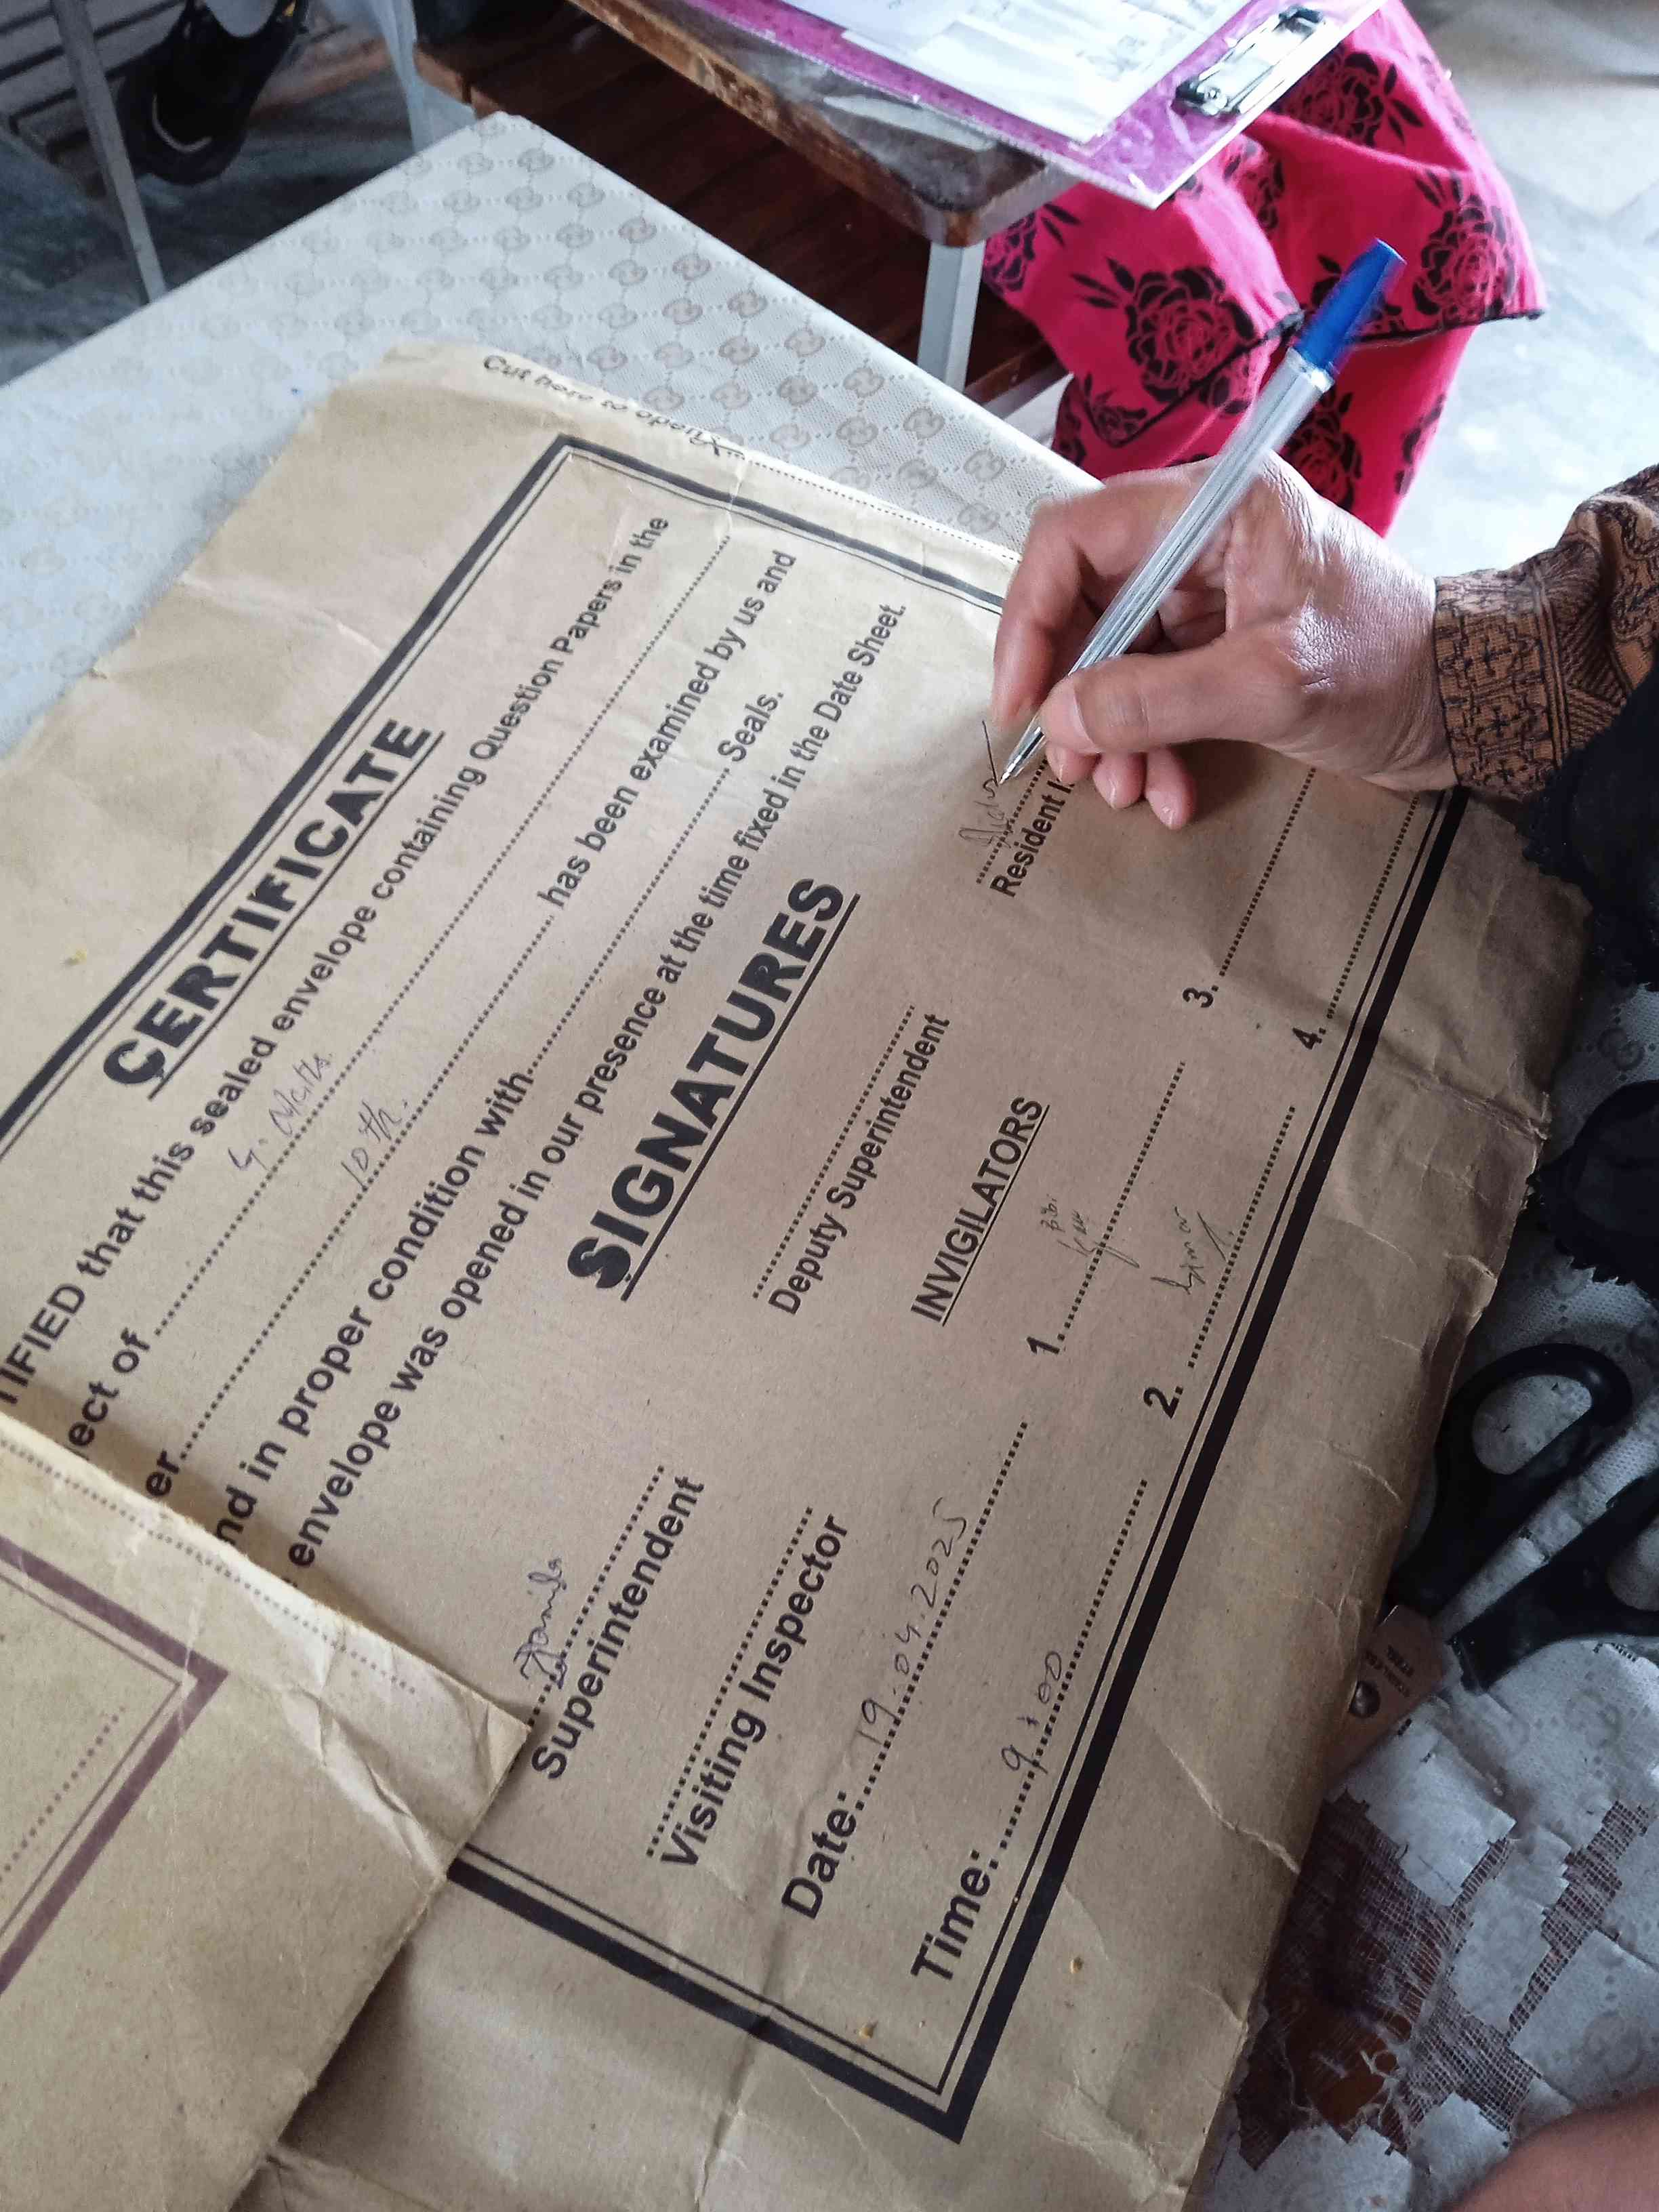 Cut here to open
CERTIFICATE
TIFIED that this sealed envelope containing Question Papers in the
ect of ........ G. Maths ........
er ........ 10th. ........ has been examined by us and
nd in proper condition with ........ Seals.
envelope was opened in our presence at the time fixed in the Date Sheet.
SIGNATURES
Superintendent
Deputy Superintendent
Resident I
Visiting Inspector
INVIGILATORS
Date: 19.04.2025
1. Bibi
3.
Time: 9:00
2.
4.